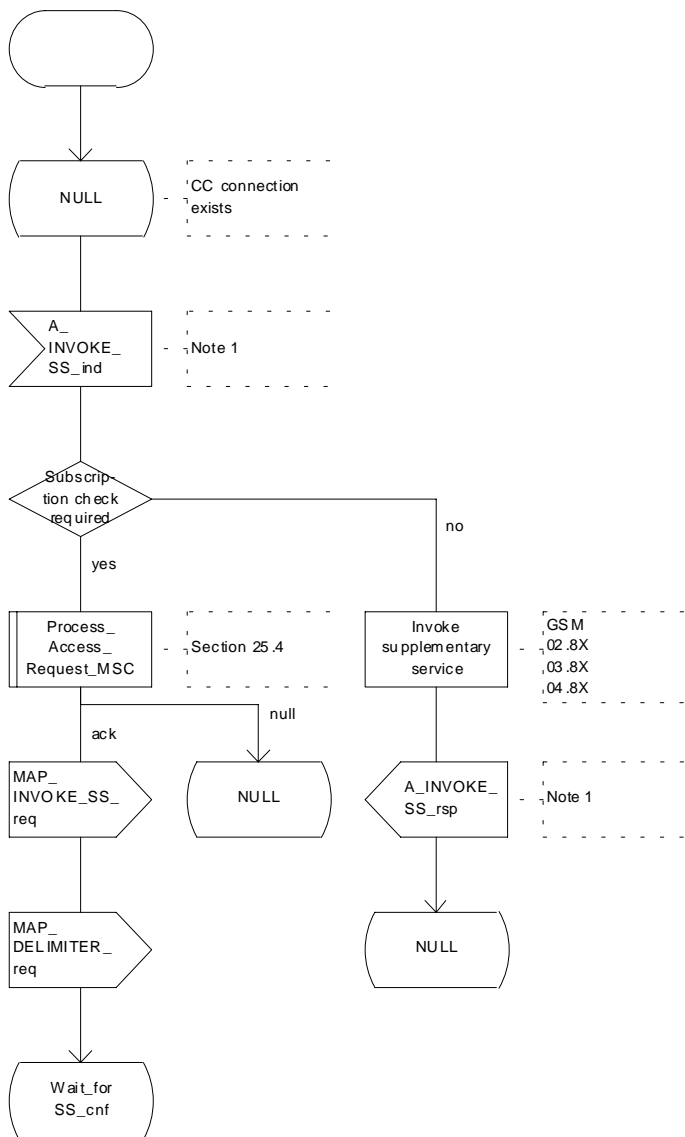 NULL
CC connection
exists
A_
INVOKE_
SS_ind
Note 1
Subscrip-
tion check
required
no
yes
Process_
Access_
Request_MSC
Section 25.4
Invoke
supplementary
service
GSM
02.8X
03.8X
04.8X
null
ack
MAP_
INVOKE_SS_
req
NULL
A_INVOKE_
SS_rsp
Note 1
MAP_
DELIMITER_
req
NULL
Wait_for
SS_cnf